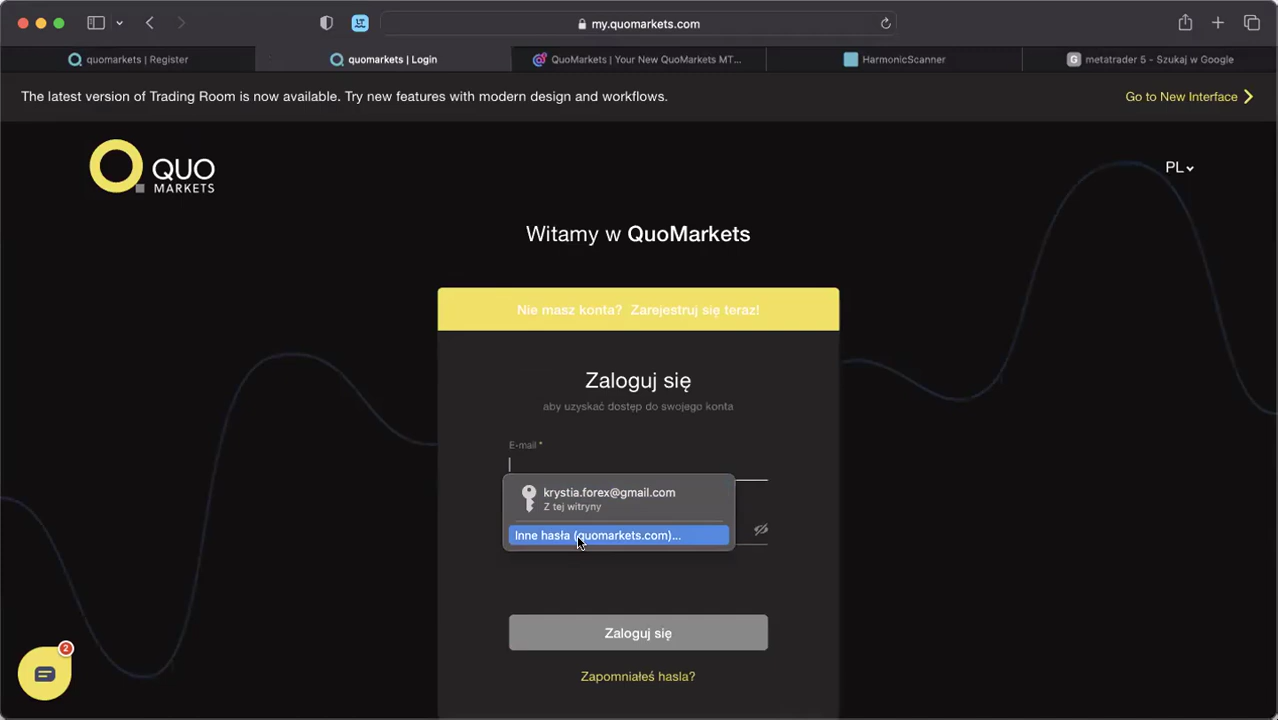 my.quomarkets.com
quomarkets | Register
quomarkets | Login
QuoMarkets | Your New QuoMarkets MT...
HarmonicScanner
metatrader 5 - Szukaj w Google
The latest version of Trading Room is now available. Try new features with modern design and workflows.
Go to New Interface
QUO
MARKETS
PL
Witamy w QuoMarkets
Nie masz konta? Zarejestruj się teraz!
Zaloguj się
aby uzyskać dostęp do swojego konta
E-mail *
krystia.forex@gmail.com
Z tej witryny
Inne hasła (quomarkets.com)...
Zaloguj się
Zapomniałeś hasla?
2